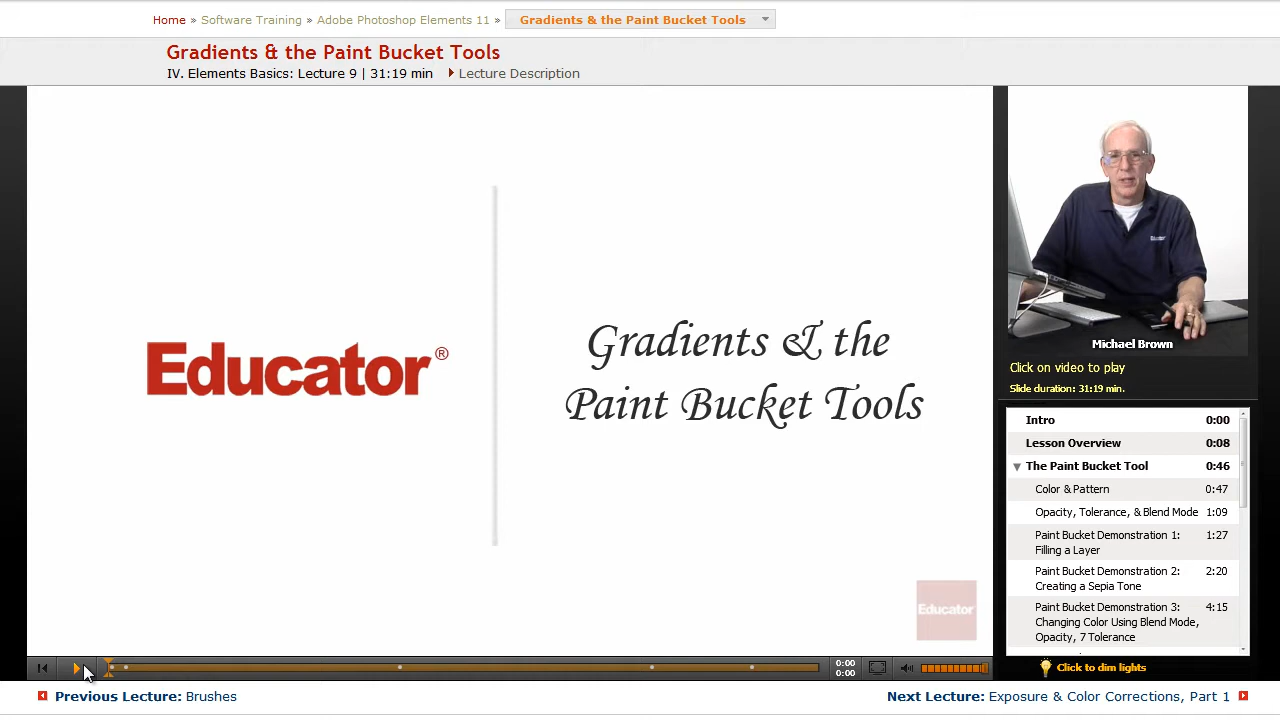 Home » Software Training » Adobe Photoshop Elements 11 » Gradients & the Paint Bucket Tools
Gradients & the Paint Bucket Tools
IV. Elements Basics: Lecture 9 | 31:19 min Lecture Description
Educator®
Gradients & the
Paint Bucket Tools
Educator
Educator
Michael Brown
Click on video to play
Slide duration: 31:19 min.
Intro 0:00
Lesson Overview 0:08
The Paint Bucket Tool 0:46
Color & Pattern 0:47
Opacity, Tolerance, & Blend Mode 1:09
Paint Bucket Demonstration 1: 1:27
Filling a Layer
Paint Bucket Demonstration 2: 2:20
Creating a Sepia Tone
Paint Bucket Demonstration 3: 4:15
Changing Color Using Blend Mode,
Opacity, 7 Tolerance
0:00
0:00
Click to dim lights
Previous Lecture: Brushes
Next Lecture: Exposure & Color Corrections, Part 1